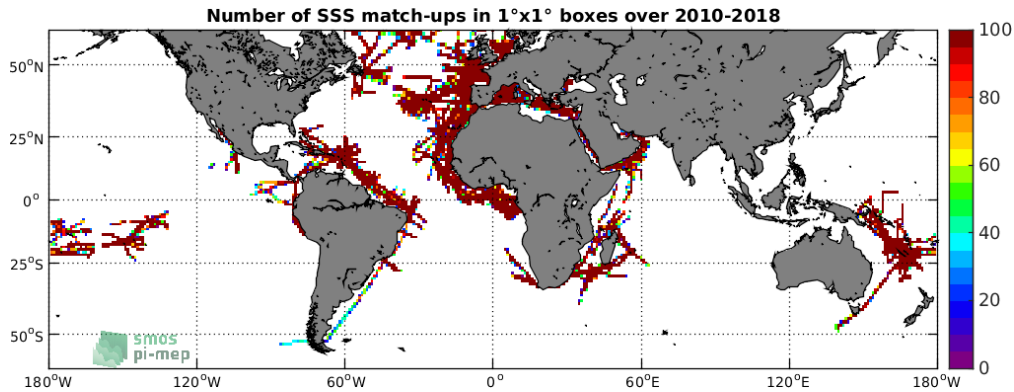 Number of SSS match-ups in 1°x1° boxes over 2010-2018
50°N
25°N
0°
25°S
50°S
180°W
120°W
60°W
0°
60°E
120°E
180°E
100
80
60
40
20
0
smos
pi-mep